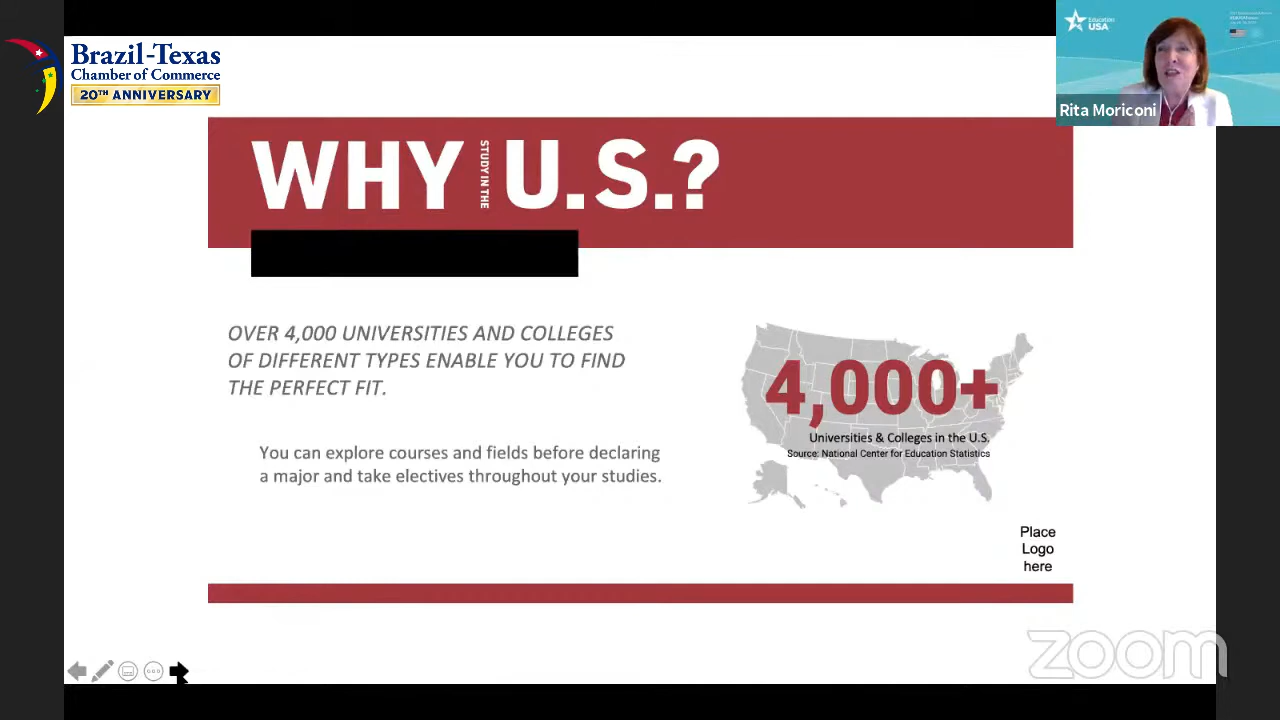 Brazil-Texas
Chamber of Commerce
20TH ANNIVERSARY
Education
USA
Rita Moriconi
WHY STUDY IN THE U.S.?
OVER 4,000 UNIVERSITIES AND COLLEGES
OF DIFFERENT TYPES ENABLE YOU TO FIND
THE PERFECT FIT.
You can explore courses and fields before declaring
a major and take electives throughout your studies.
4,000+
Universities & Colleges in the U.S.
Source: National Center for Education Statistics
Place
Logo
here
zoom